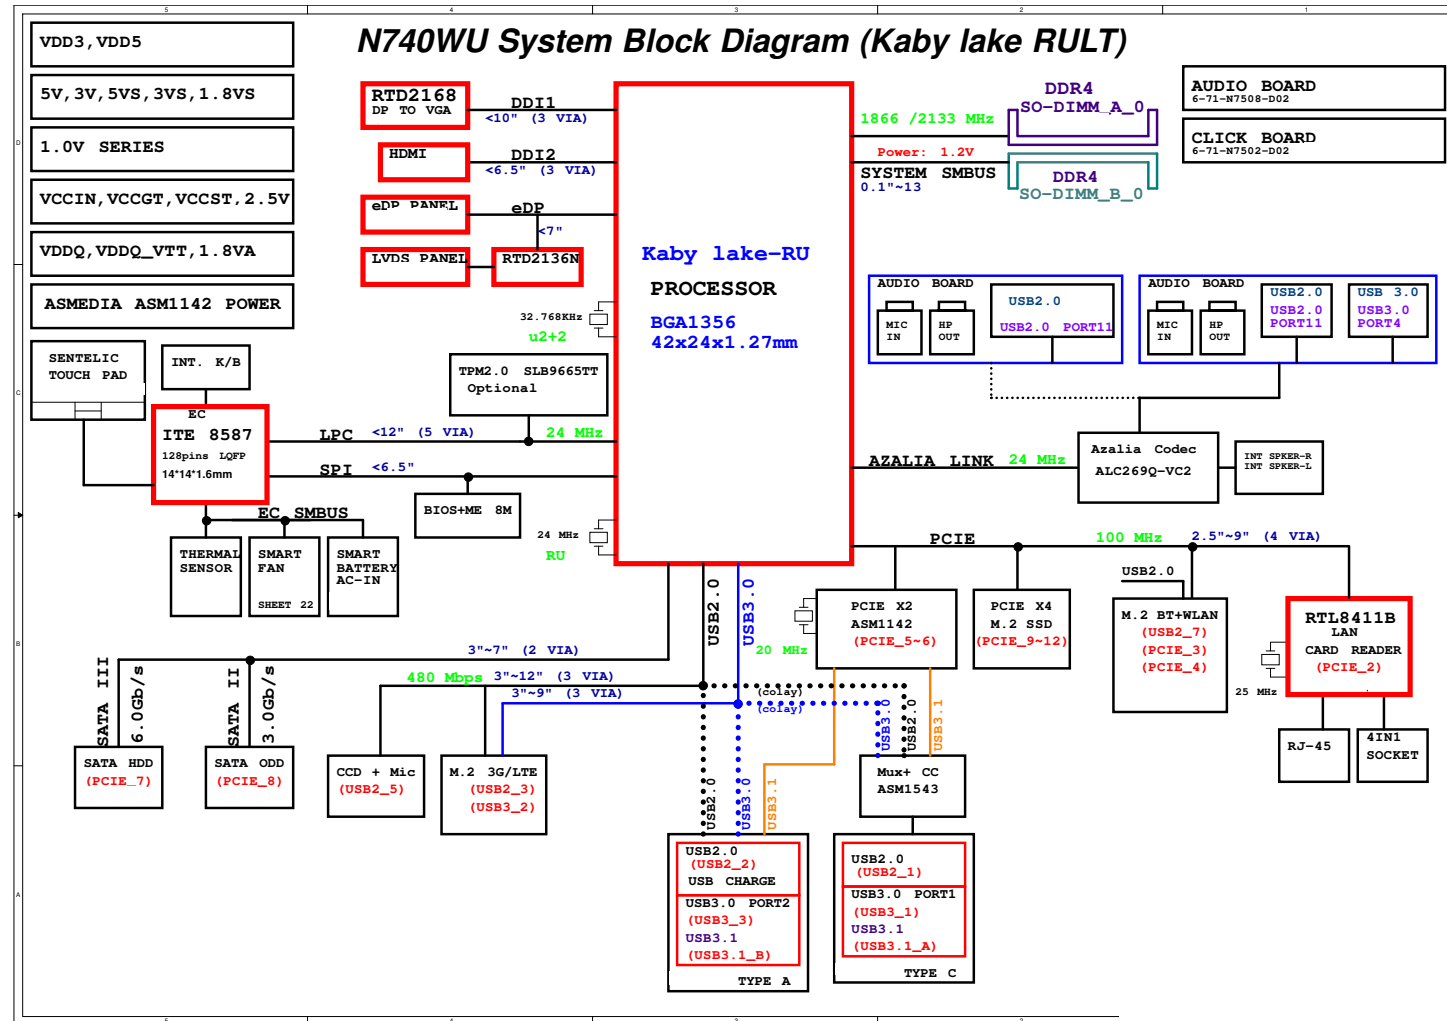 N740WU System Block Diagram (Kaby lake RULT)
VDD3,VDD5
5V,3V,5VS,3VS,1.8VS
1.0V SERIES
VCCIN,VCCGT,VCCST,2.5V
VDDQ,VDDQ_VTT,1.8VA
ASMEDIA ASM1142 POWER
RTD2168
DP TO VGA
DDI1
<10" (3 VIA)
HDMI
DDI2
<6.5" (3 VIA)
eDP PANEL
eDP
<7"
LVDS PANEL
RTD2136N
Kaby lake-RU
PROCESSOR
BGA1356
42x24x1.27mm
1866 /2133 MHz
DDR4
SO-DIMM_A_0
Power: 1.2V
SYSTEM SMBUS
0.1"~13
DDR4
SO-DIMM_B_0
AUDIO BOARD
6-71-N7508-D02
CLICK BOARD
6-71-N7502-D02
AUDIO BOARD
MIC
IN
HP
OUT
USB2.0
USB2.0 PORT11
AUDIO BOARD
MIC
IN
HP
OUT
USB2.0
USB2.0
PORT11
USB 3.0
USB3.0
PORT4
32.768KHz
u2+2
SENTELIC
TOUCH PAD
INT. K/B
TPM2.0 SLB9665TT
Optional
EC
ITE 8587
128pins LQFP
14*14*1.6mm
LPC
<12" (5 VIA)
24 MHz
SPI
<6.5"
BIOS+ME 8M
AZALIA LINK
24 MHz
Azalia Codec
ALC269Q-VC2
INT SPKER-R
INT SPKER-L
EC SMBUS
THERMAL
SENSOR
SMART
FAN
SHEET 22
SMART
BATTERY
AC-IN
24 MHz
RU
PCIE
100 MHz
2.5"~9" (4 VIA)
USB2.0
USB2.0
USB3.0
PCIE X2
ASM1142
(PCIE_5~6)
20 MHz
PCIE X4
M.2 SSD
(PCIE_9~12)
M.2 BT+WLAN
(USB2_7)
(PCIE_3)
(PCIE_4)
RTL8411B
LAN
CARD READER
(PCIE_2)
25 MHz
RJ-45
4IN1
SOCKET
3"~7" (2 VIA)
480 Mbps
3"~12" (3 VIA)
3"~9" (3 VIA)
(colay)
(colay)
SATA III
6.0Gb/s
SATA II
3.0Gb/s
SATA HDD
(PCIE_7)
SATA ODD
(PCIE_8)
CCD + Mic
(USB2_5)
M.2 3G/LTE
(USB2_3)
(USB3_2)
USB2.0
USB3.0
USB3.1
USB3.0
USB2.0
USB3.1
Mux+ CC
ASM1543
USB2.0
(USB2_2)
USB CHARGE
USB3.0 PORT2
(USB3_3)
USB3.1
(USB3.1_B)
TYPE A
USB2.0
(USB2_1)
USB3.0 PORT1
(USB3_1)
USB3.1
(USB3.1_A)
TYPE C